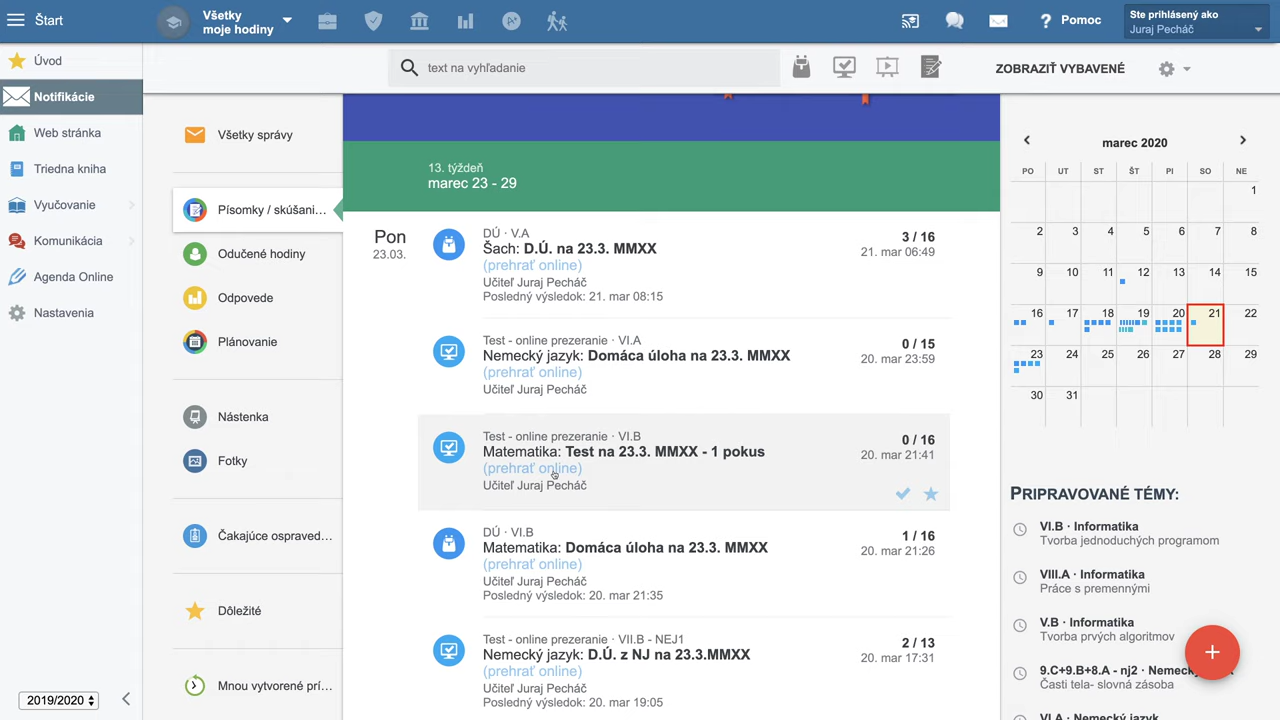 Štart
Všetky
moje hodiny
Pomoc
Ste prihlásený ako
Juraj Pecháč
Úvod
Notifikácie
Web stránka
Triedna kniha
Vyučovanie
Komunikácia
Agenda Online
Nastavenia
2019/2020
text na vyhľadanie
ZOBRAZIŤ VYBAVENÉ
Všetky správy
Písomky / skúšani...
Odučené hodiny
Odpovede
Plánovanie
Nástenka
Fotky
Čakajúce ospraved...
Dôležité
Mnou vytvorené prí...
13. týždeň
marec 23 - 29
Pon
23.03.
DÚ · V.A
Šach: D.Ú. na 23.3. MMXX
(prehrať online)
Učiteľ Juraj Pecháč
Posledný výsledok: 21. mar 08:15
3 / 16
21. mar 06:49
Test - online prezeranie · VI.A
Nemecký jazyk: Domáca úloha na 23.3. MMXX
(prehrať online)
Učiteľ Juraj Pecháč
0 / 15
20. mar 23:59
Test - online prezeranie · VI.B
Matematika: Test na 23.3. MMXX - 1 pokus
(prehrať online)
Učiteľ Juraj Pecháč
0 / 16
20. mar 21:41
DÚ · VI.B
Matematika: Domáca úloha na 23.3. MMXX
(prehrať online)
Učiteľ Juraj Pecháč
Posledný výsledok: 20. mar 21:35
1 / 16
20. mar 21:26
Test - online prezeranie · VII.B - NEJ1
Nemecký jazyk: D.Ú. z NJ na 23.3.MMXX
(prehrať online)
Učiteľ Juraj Pecháč
Posledný výsledok: 20. mar 19:05
2 / 13
20. mar 17:31
marec 2020
PO UT ST ŠT PI SO NE
1
2 3 4 5 6 7 8
9 10 11 12 13 14 15
16 17 18 19 20 21 22
23 24 25 26 27 28 29
30 31
PRIPRAVOVANÉ TÉMY:
VI.B · Informatika
Tvorba jednoduchých programom
VIII.A · Informatika
Práce s premennými
V.B · Informatika
Tvorba prvých algoritmov
9.C+9.B+8.A - nj2 · Nemeck
Časti tela- slovná zásoba
VI.A · Nemecký jazyk